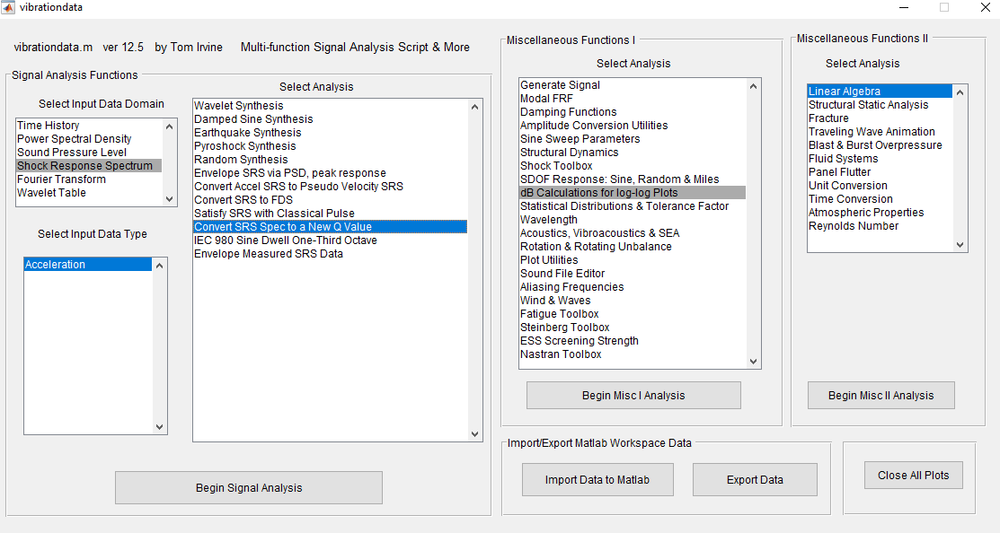 vibrationdata
vibrationdata.m ver 12.5 by Tom Irvine Multi-function Signal Analysis Script & More
Signal Analysis Functions
Select Input Data Domain
Time History
Power Spectral Density
Sound Pressure Level
Shock Response Spectrum
Fourier Transform
Wavelet Table
Select Input Data Type
Acceleration
Select Analysis
Wavelet Synthesis
Damped Sine Synthesis
Earthquake Synthesis
Pyroshock Synthesis
Random Synthesis
Envelope SRS via PSD, peak response
Convert Accel SRS to Pseudo Velocity SRS
Convert SRS to FDS
Satisfy SRS with Classical Pulse
Convert SRS Spec to a New Q Value
IEC 980 Sine Dwell One-Third Octave
Envelope Measured SRS Data
Begin Signal Analysis
Miscellaneous Functions I
Select Analysis
Generate Signal
Modal FRF
Damping Functions
Amplitude Conversion Utilities
Sine Sweep Parameters
Structural Dynamics
Shock Toolbox
SDOF Response: Sine, Random & Miles
dB Calculations for log-log Plots
Statistical Distributions & Tolerance Factor
Wavelength
Acoustics, Vibroacoustics & SEA
Rotation & Rotating Unbalance
Plot Utilities
Sound File Editor
Aliasing Frequencies
Wind & Waves
Fatigue Toolbox
Steinberg Toolbox
ESS Screening Strength
Nastran Toolbox
Begin Misc I Analysis
Miscellaneous Functions II
Select Analysis
Linear Algebra
Structural Static Analysis
Fracture
Traveling Wave Animation
Blast & Burst Overpressure
Fluid Systems
Panel Flutter
Unit Conversion
Time Conversion
Atmospheric Properties
Reynolds Number
Begin Misc II Analysis
Import/Export Matlab Workspace Data
Import Data to Matlab
Export Data
Close All Plots